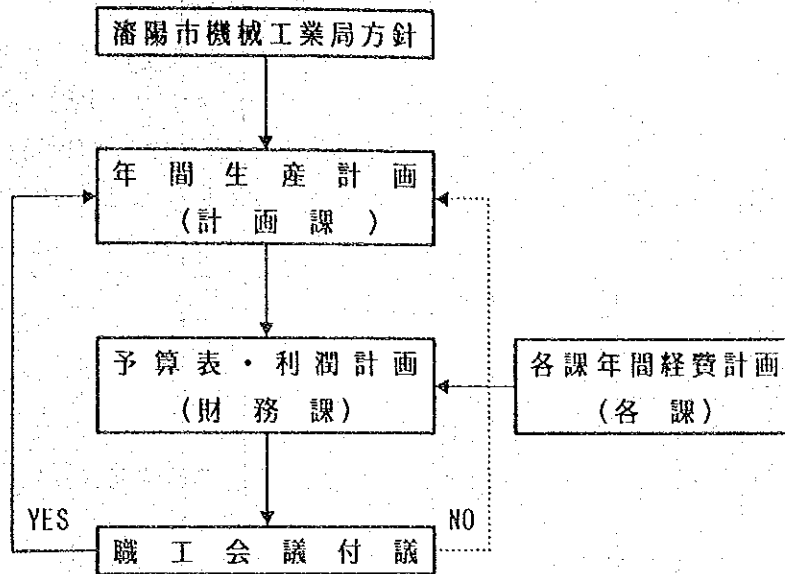 瀋陽市機械工業局方針
年間生産計画
(計画課)
予算表・利潤計画
(財務課)
各課年間経費計画
(各課)
YES
NO
職工会議付議